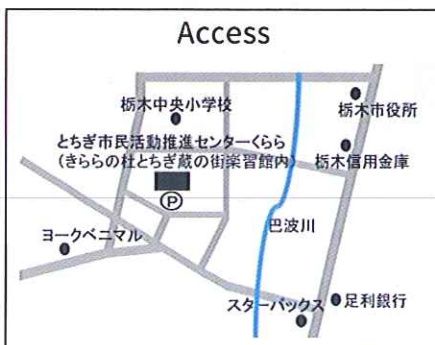 Access
栃木中央小学校
栃木市役所
とちぎ市民活動推進センターくらら
(きららの杜とちぎ蔵の街楽習館内)
栃木信用金庫
P
巴波川
ヨークベニマル
スターバックス
足利銀行